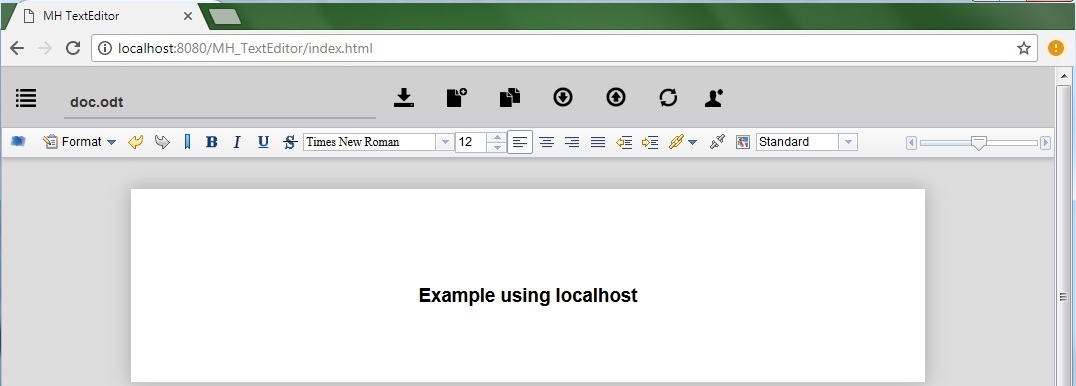 MH TextEditor
localhost:8080/MH_TextEditor/index.html
doc.odt
Format B I U S Times New Roman 12 Standard
Example using localhost